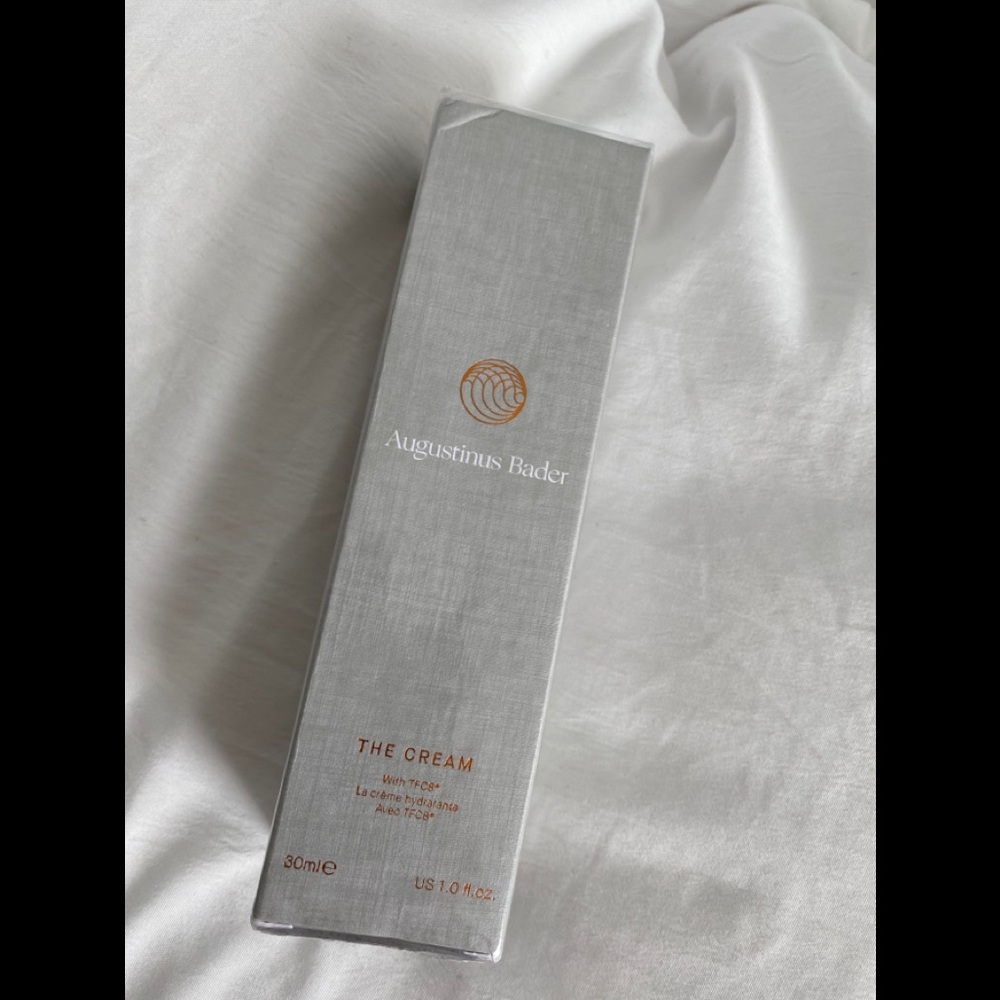 Augustinus Bader
THE CREAM
With TFC8®
La crème hydratante
Avec TFC8®
30ml℮
US 1.0 fl.oz.